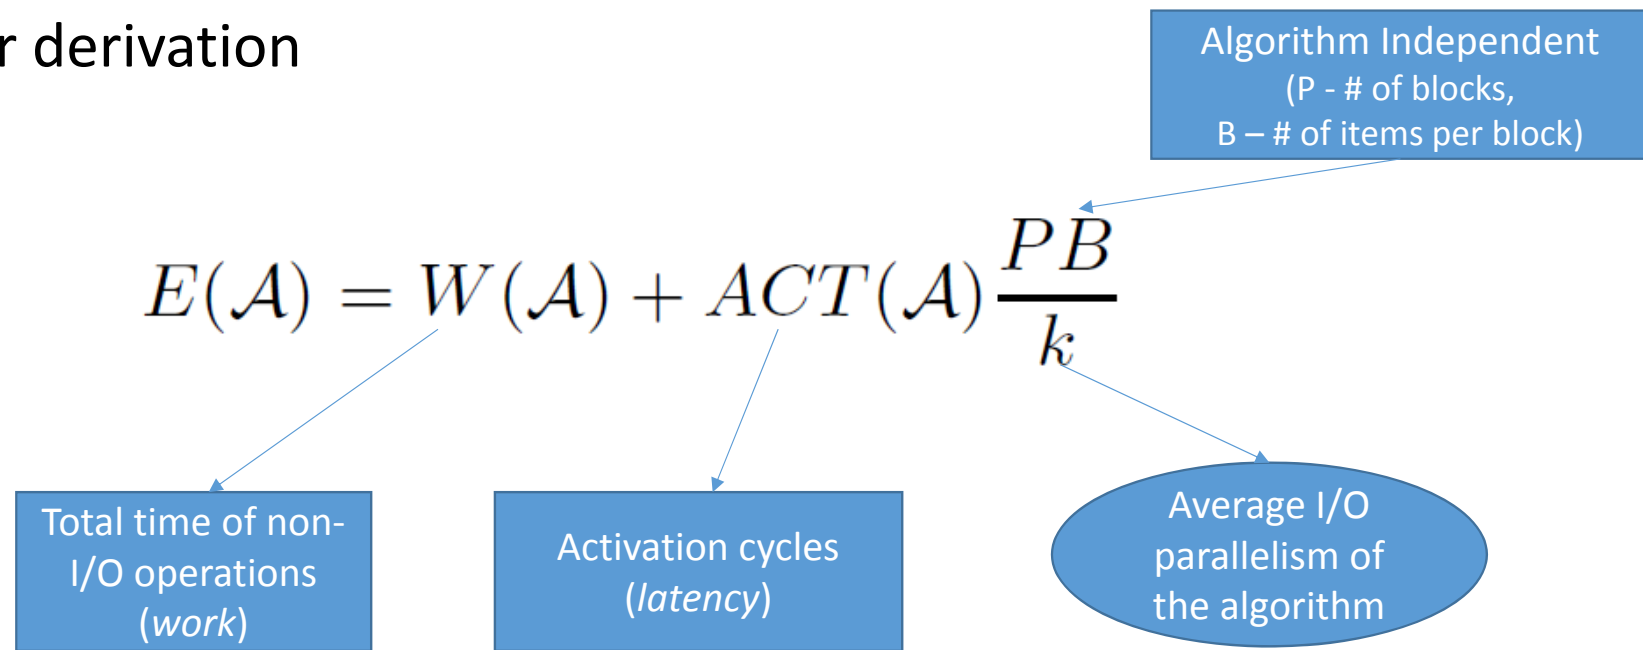 r derivation
Algorithm Independent
(P - # of blocks,
B – # of items per block)
E(𝒜) = W(𝒜) + ACT(𝒜) PB
k
Total time of non-
I/O operations
(work)
Activation cycles
(latency)
Average I/O
parallelism of
the algorithm